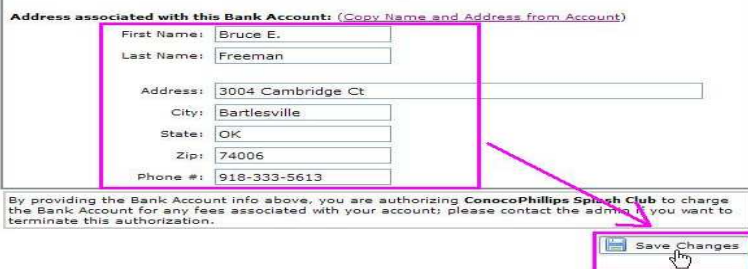 Address associated with this Bank Account: (Copy Name and Address from Account)
First Name: Bruce E.
Last Name: Freeman
Address: 3004 Cambridge Ct
City: Bartlesville
State: OK
Zip: 74006
Phone #: 918-333-5613
By providing the Bank Account info above, you are authorizing ConocoPhillips Splash Club to charge
the Bank Account for any fees associated with your account; please contact the admin if you want to
terminate this authorization.
Save Changes